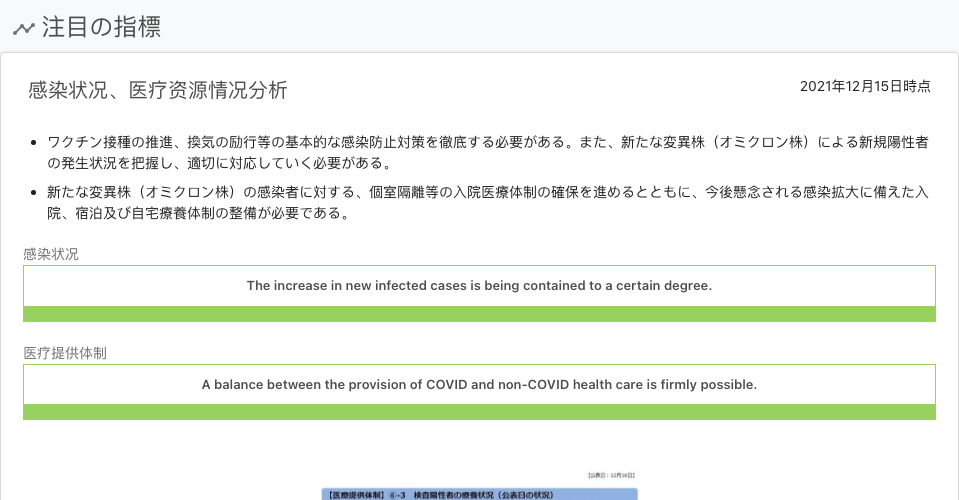 注目の指標
感染状况、医疗资源情况分析
2021年12月15日時点
ワクチン接種の推進、換気の励行等の基本的な感染防止対策を徹底する必要がある。また、新たな変異株（オミクロン株）による新規陽性者
の発生状況を把握し、適切に対応していく必要がある。
新たな変異株（オミクロン株）の感染者に対する、個室隔離等の入院医療体制の確保を進めるとともに、今後懸念される感染拡大に備えた入
院、宿泊及び自宅療養体制の整備が必要である。
感染状况
The increase in new infected cases is being contained to a certain degree.
医疗提供体制
A balance between the provision of COVID and non-COVID health care is firmly possible.
【公表日：12月16日】
【医療提供体制】⑥-3　検査陽性者の療養状況（公表日の状況）